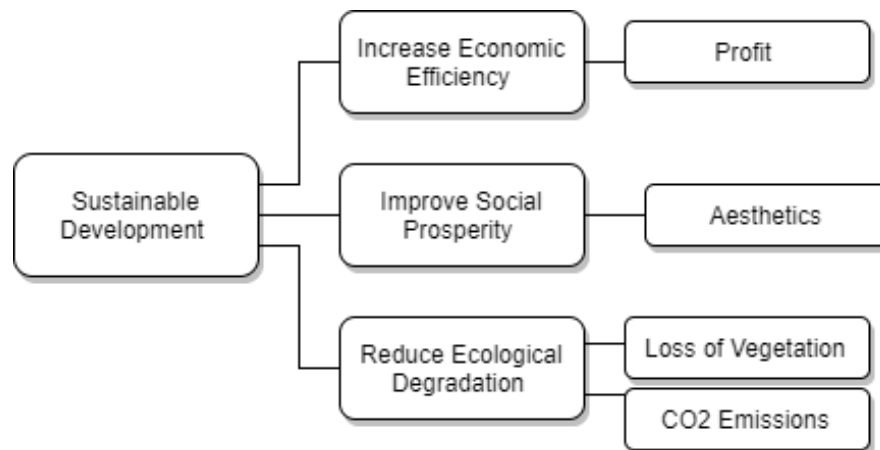 Increase Economic
Efficiency
Profit
Sustainable
Development
Improve Social
Prosperity
Aesthetics
Reduce Ecological
Degradation
Loss of Vegetation
CO2 Emissions